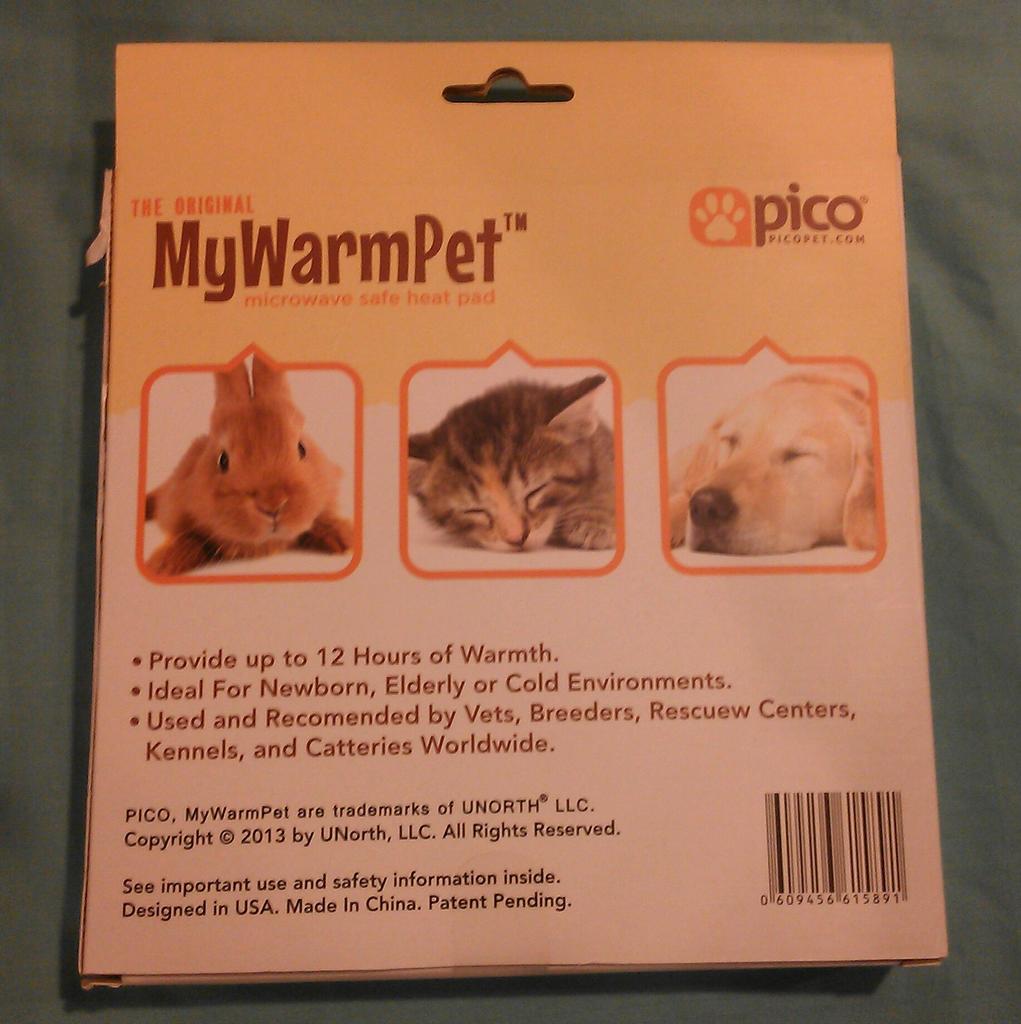 THE ORIGINAL
MyWarmPet™
microwave safe heat pad
pico®
PICOPET.COM
• Provide up to 12 Hours of Warmth.
• Ideal For Newborn, Elderly or Cold Environments.
• Used and Recomended by Vets, Breeders, Rescuew Centers,
Kennels, and Catteries Worldwide.
PICO, MyWarmPet are trademarks of UNORTH® LLC.
Copyright © 2013 by UNorth, LLC. All Rights Reserved.
See important use and safety information inside.
Designed in USA. Made In China. Patent Pending.
0 609456 615891